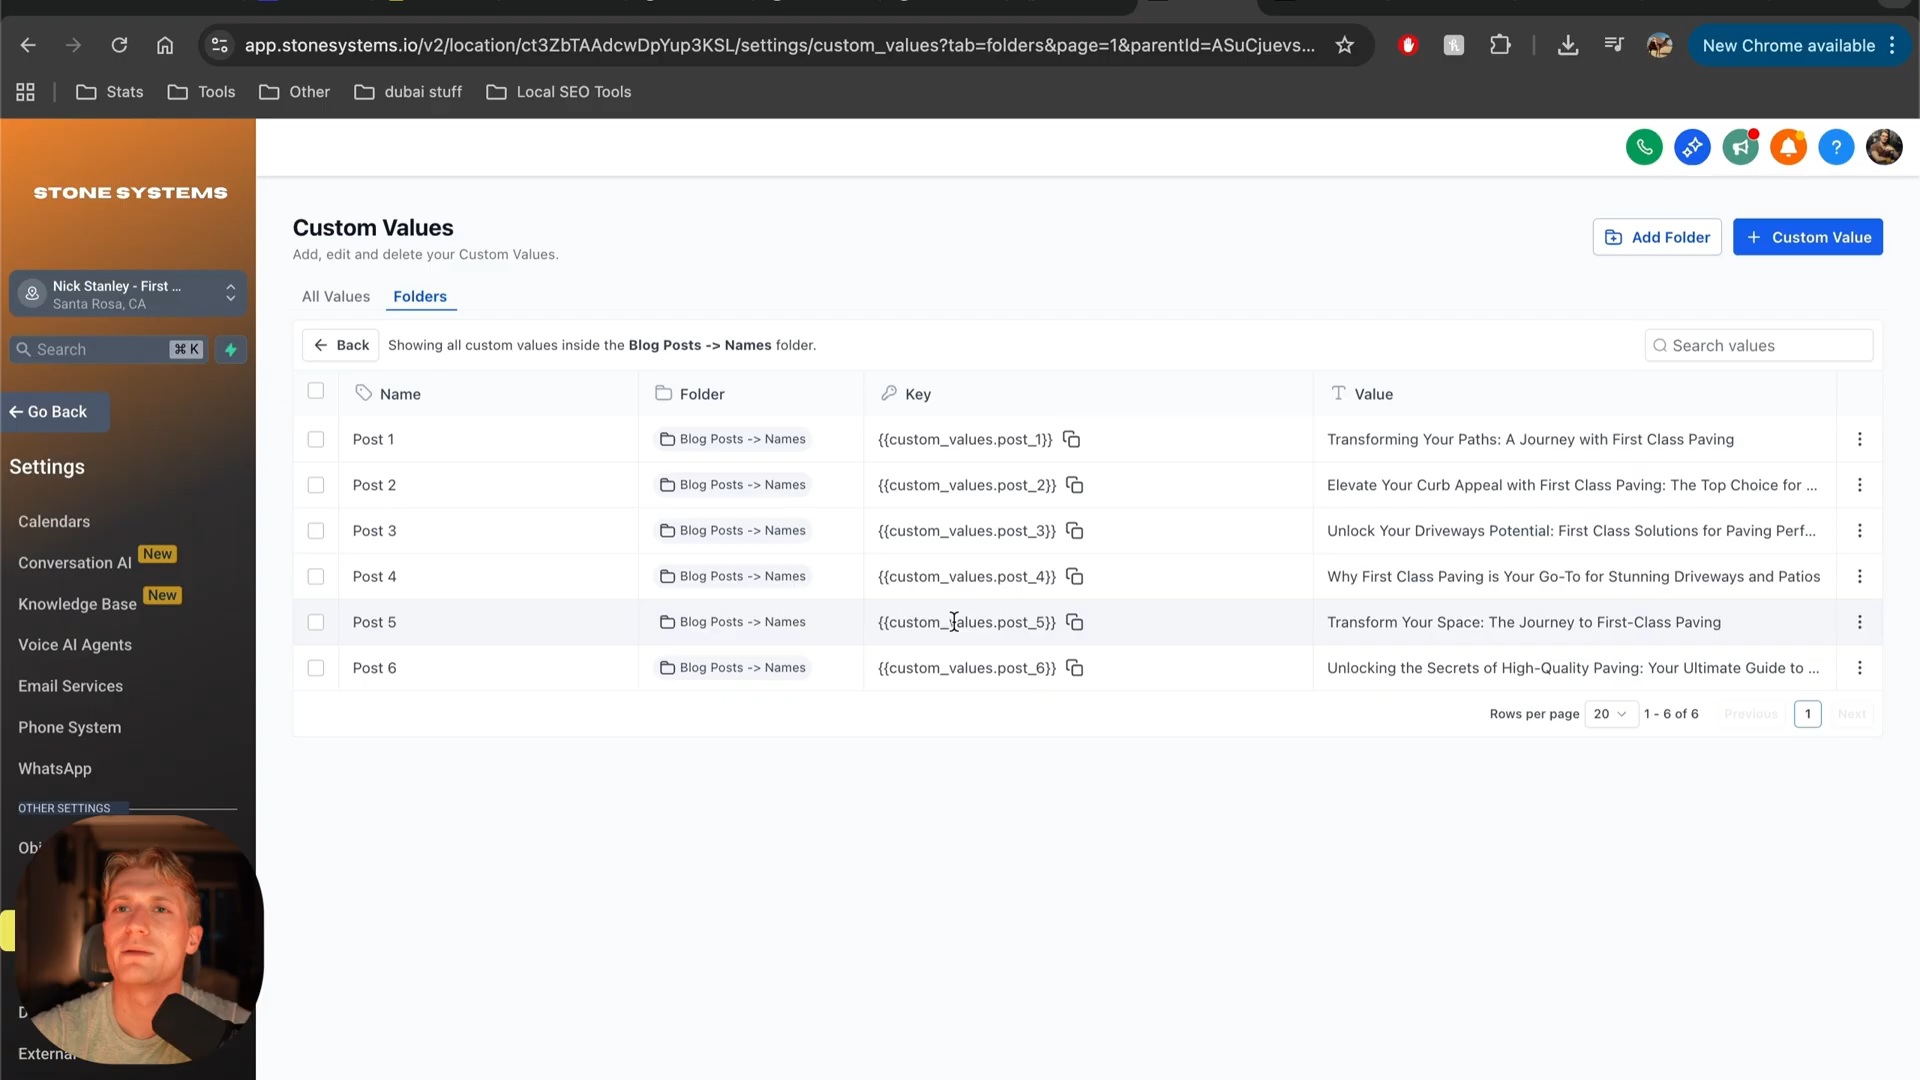 app.stonesystems.io/v2/location/ct3ZbTAAdcwDpYup3KSL/settings/custom_values?tab=folders&page=1&parentId=ASuCjuevs...
New Chrome available
Stats
Tools
Other
dubai stuff
Local SEO Tools
STONE SYSTEMS
Nick Stanley - First ...
Santa Rosa, CA
Search
⌘ K
Go Back
Settings
Calendars
Conversation AI New
Knowledge Base New
Voice AI Agents
Email Services
Phone System
WhatsApp
OTHER SETTINGS
Custom Values
Add, edit and delete your Custom Values.
Add Folder
+ Custom Value
All Values
Folders
Back
Showing all custom values inside the Blog Posts -> Names folder.
Search values
Name Folder Key Value
Post 1 Blog Posts -> Names {{custom_values.post_1}} Transforming Your Paths: A Journey with First Class Paving
Post 2 Blog Posts -> Names {{custom_values.post_2}} Elevate Your Curb Appeal with First Class Paving: The Top Choice for ...
Post 3 Blog Posts -> Names {{custom_values.post_3}} Unlock Your Driveways Potential: First Class Solutions for Paving Perf...
Post 4 Blog Posts -> Names {{custom_values.post_4}} Why First Class Paving is Your Go-To for Stunning Driveways and Patios
Post 5 Blog Posts -> Names {{custom_values.post_5}} Transform Your Space: The Journey to First-Class Paving
Post 6 Blog Posts -> Names {{custom_values.post_6}} Unlocking the Secrets of High-Quality Paving: Your Ultimate Guide to ...
Rows per page 20 1 - 6 of 6 Previous 1 Next